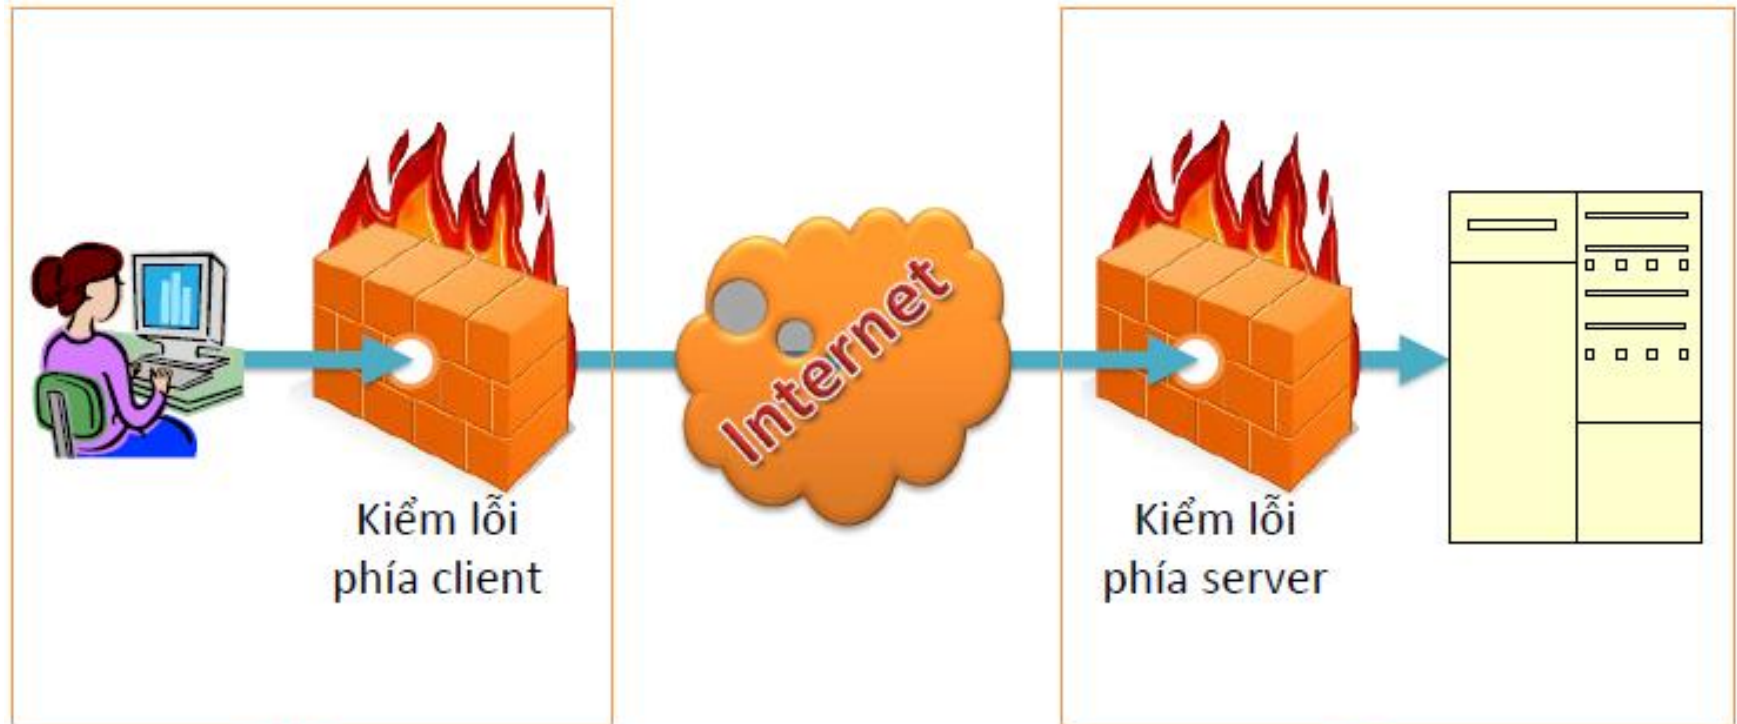 Internet
Kiểm lỗi
phía client
Kiểm lỗi
phía server